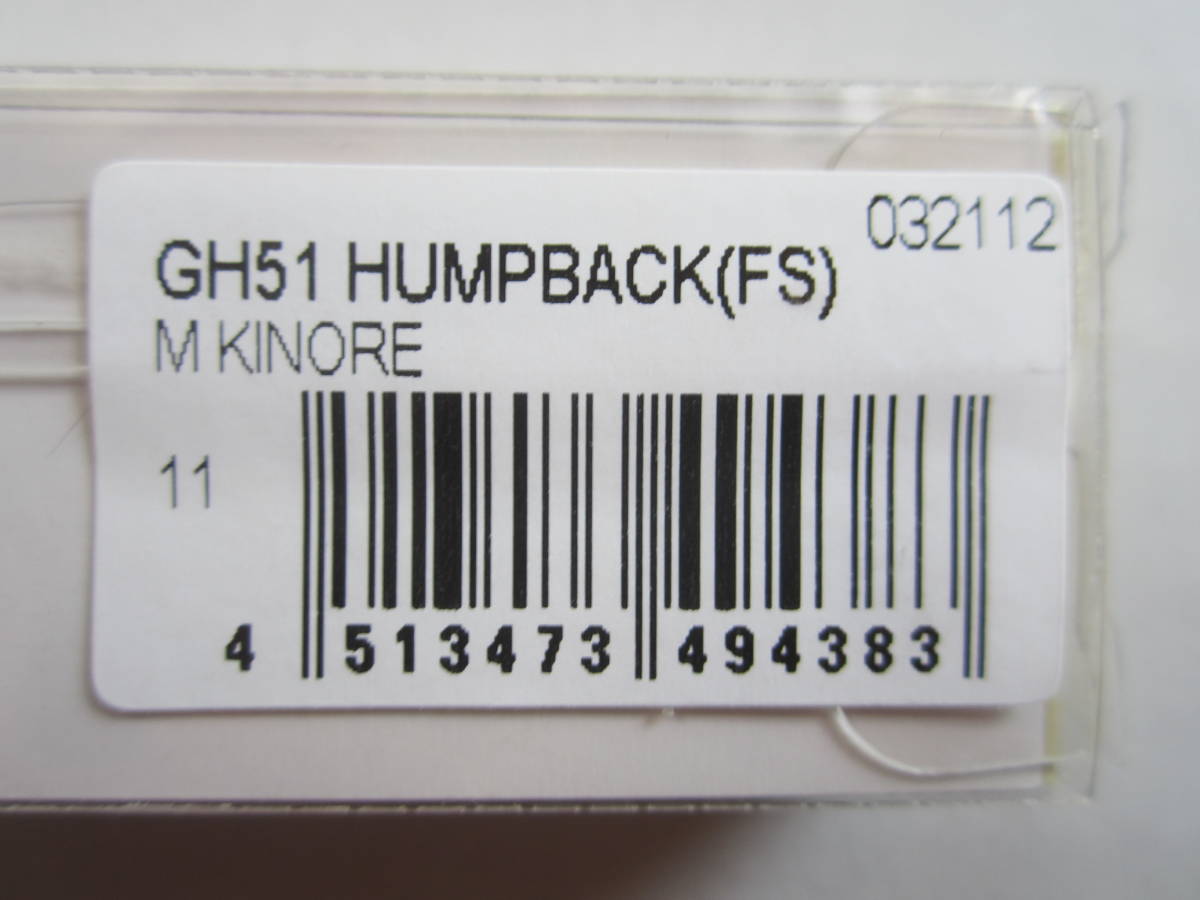 032112
GH51 HUMPBACK(FS)
M KINORE
11
4 513473 494383